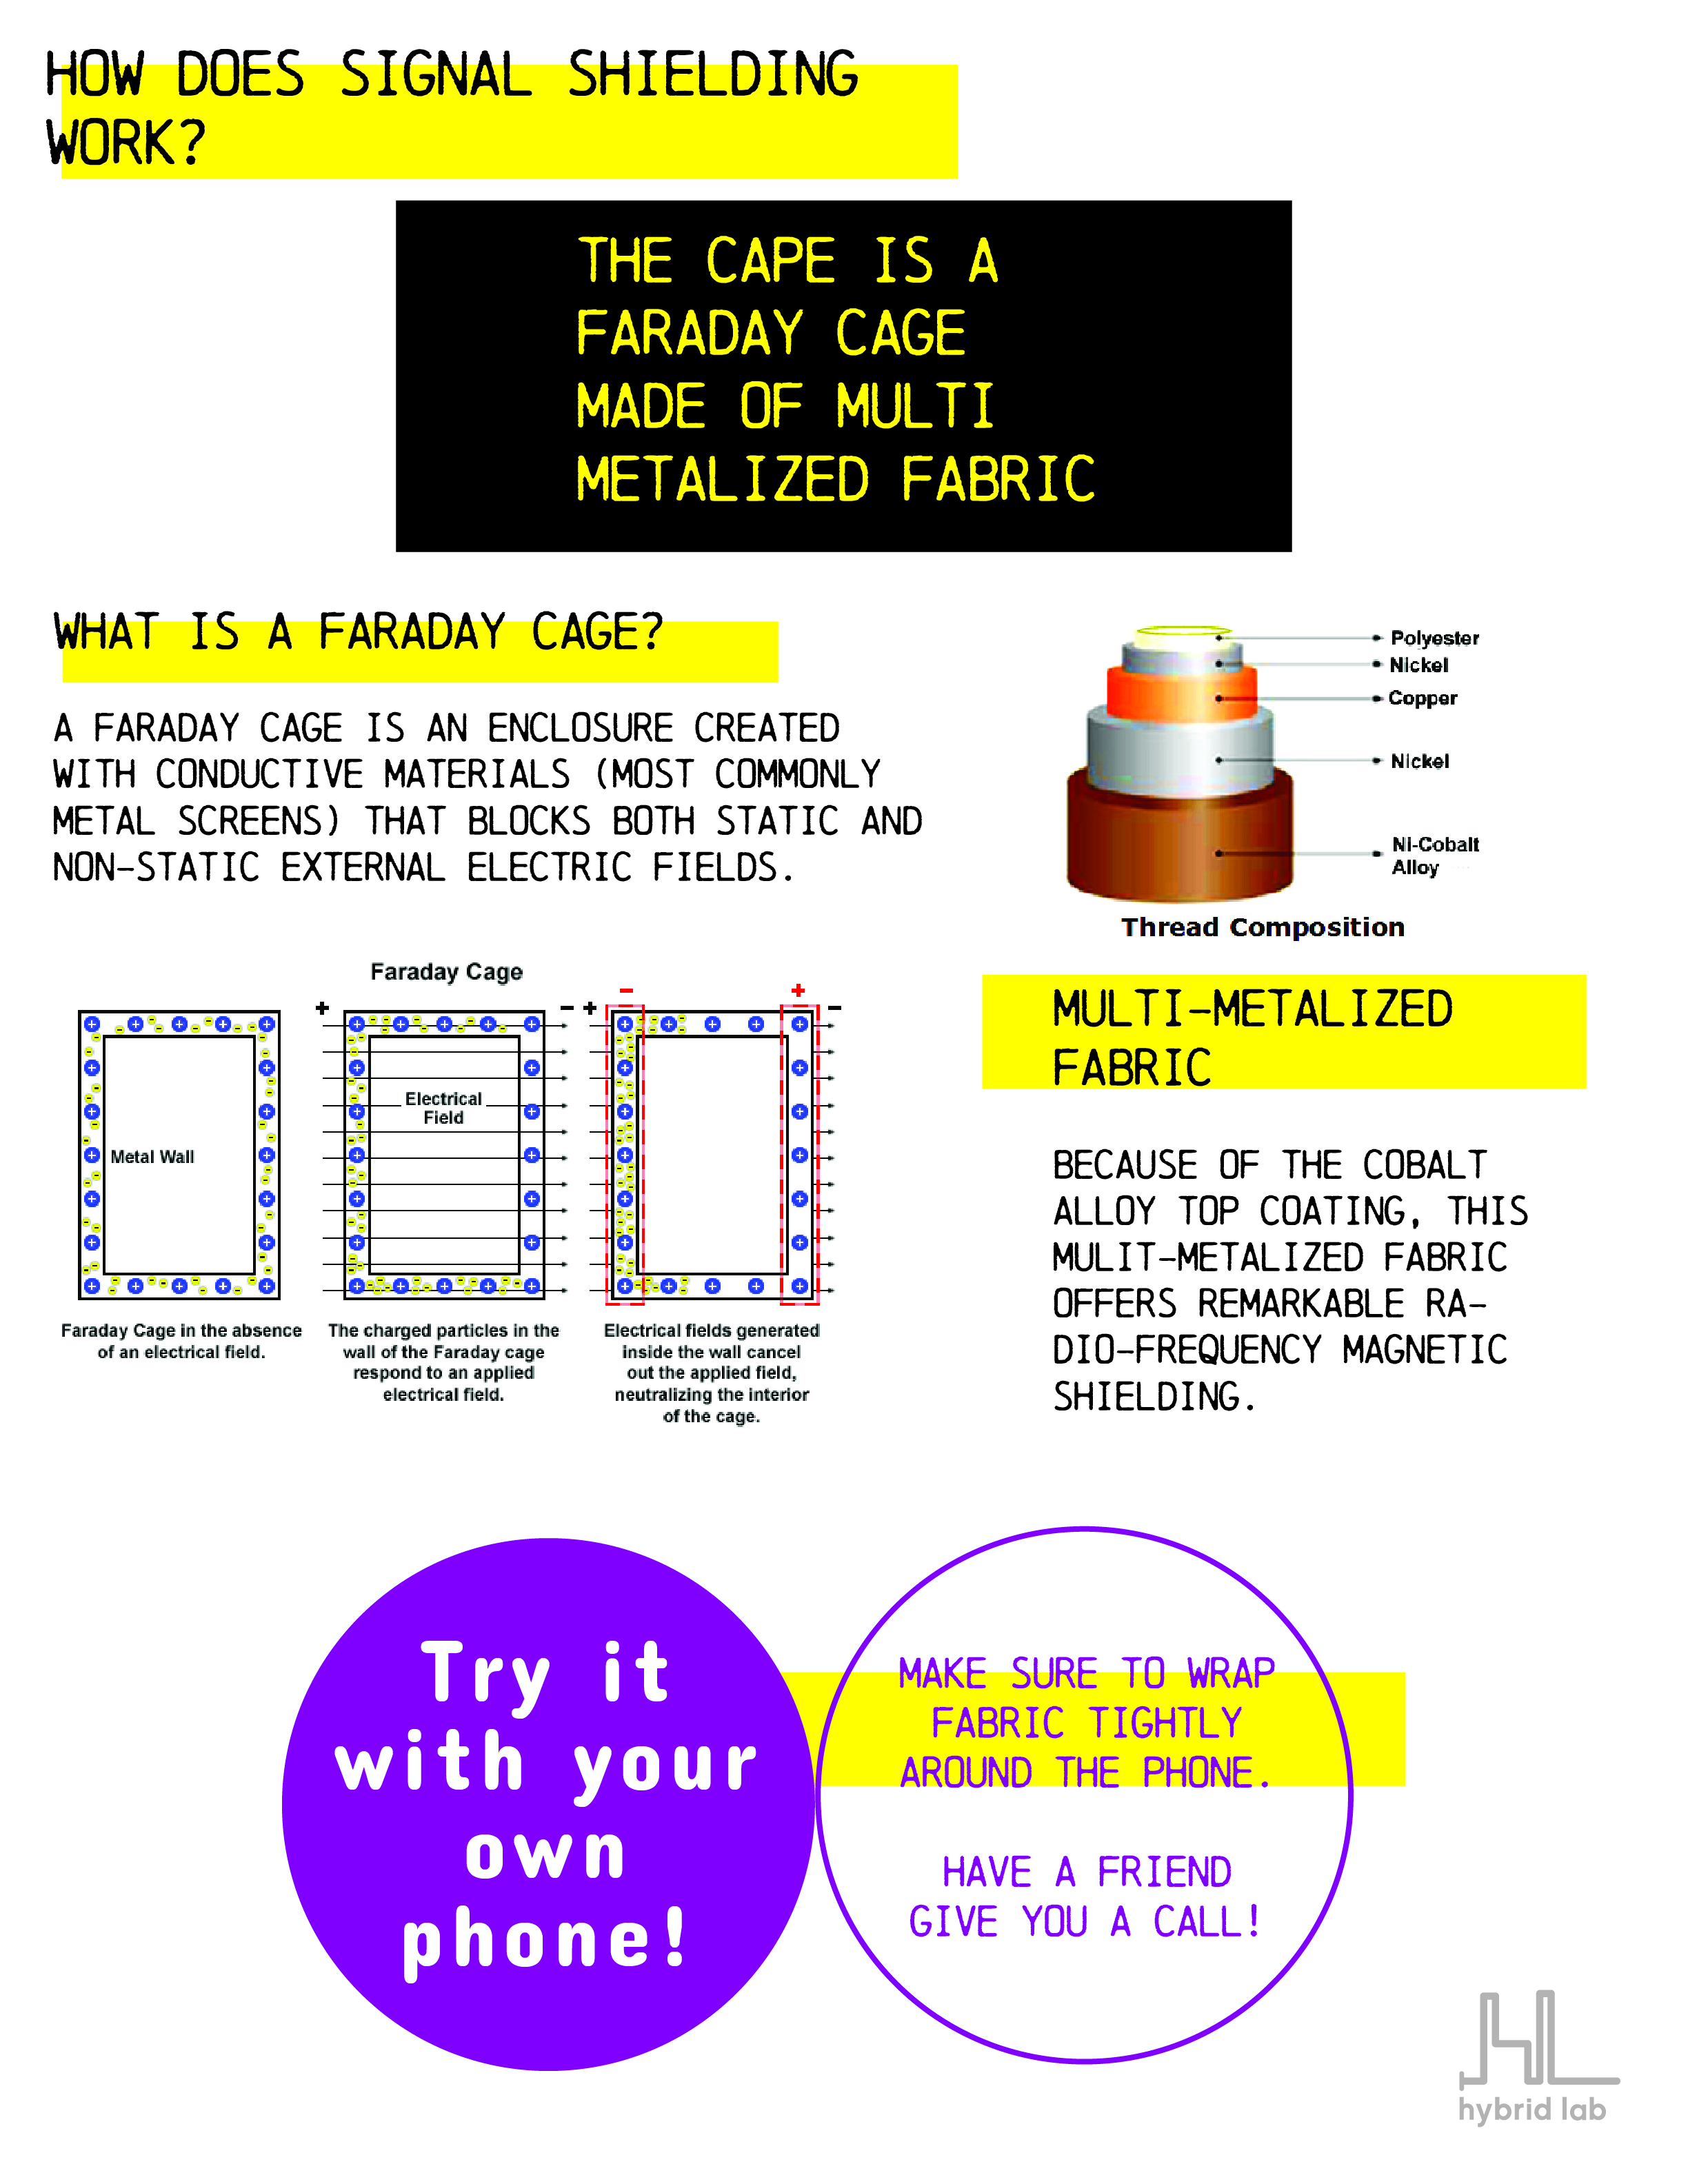 HOW DOES SIGNAL SHIELDING
WORK?
THE CAPE IS A
FARADAY CAGE
MADE OF MULTI
METALIZED FABRIC
WHAT IS A FARADAY CAGE?
A FARADAY CAGE IS AN ENCLOSURE CREATED
WITH CONDUCTIVE MATERIALS (MOST COMMONLY
METAL SCREENS) THAT BLOCKS BOTH STATIC AND
NON-STATIC EXTERNAL ELECTRIC FIELDS.
Polyester
Nickel
Copper
Nickel
Ni-Cobalt
Alloy
Thread Composition
Faraday Cage
Metal Wall
Electrical
Field
Faraday Cage in the absence
of an electrical field.
The charged particles in the
wall of the Faraday cage
respond to an applied
electrical field.
Electrical fields generated
inside the wall cancel
out the applied field,
neutralizing the interior
of the cage.
MULTI-METALIZED
FABRIC
BECAUSE OF THE COBALT
ALLOY TOP COATING, THIS
MULIT-METALIZED FABRIC
OFFERS REMARKABLE RA-
DIO-FREQUENCY MAGNETIC
SHIELDING.
Try it
with your
own
phone!
MAKE SURE TO WRAP
FABRIC TIGHTLY
AROUND THE PHONE.
HAVE A FRIEND
GIVE YOU A CALL!
HL
hybrid lab